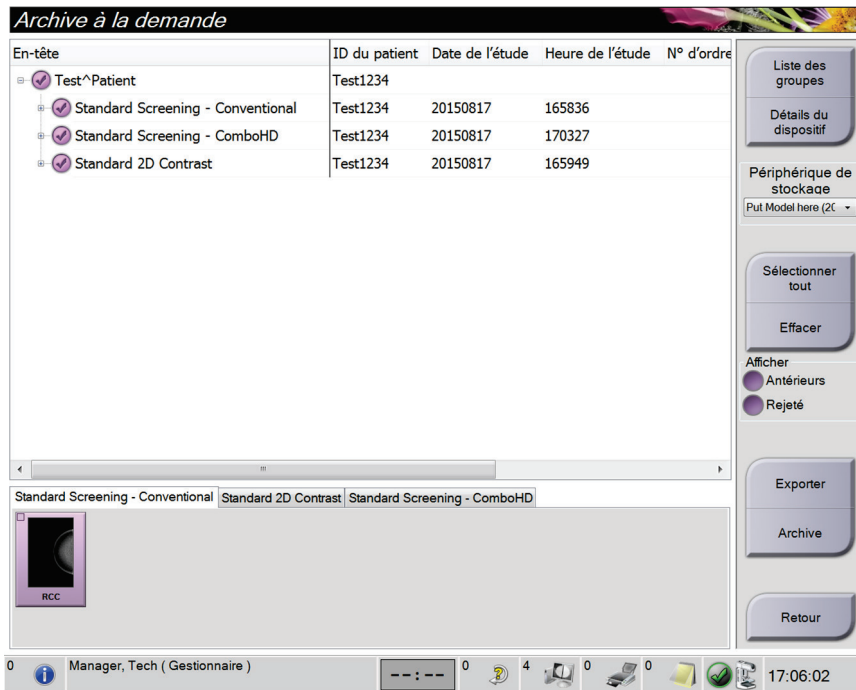 Archive à la demande
En-tête ID du patient Date de l'étude Heure de l'étude N° d'ordre
Test^Patient Test1234
Standard Screening - Conventional Test1234 20150817 165836
Standard Screening - ComboHD Test1234 20150817 170327
Standard 2D Contrast Test1234 20150817 165949
Liste des
groupes
Détails du
dispositif
Périphérique de
stockage
Put Model here (20
Sélectionner
tout
Effacer
Afficher
Antérieurs
Rejeté
Exporter
Archive
Retour
Standard Screening - Conventional Standard 2D Contrast Standard Screening - ComboHD
RCC
0 Manager, Tech ( Gestionnaire ) --:-- 0 4 0 0 17:06:02